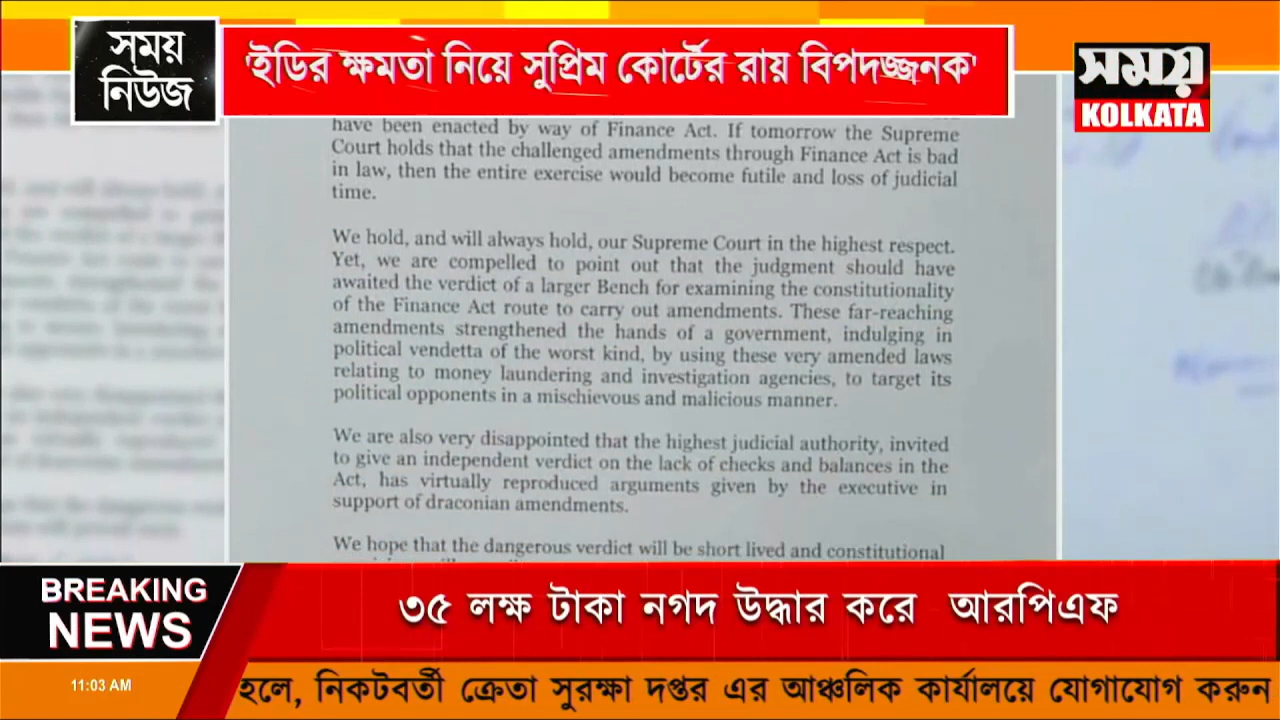 সময়
নিউজ
'ইডির ক্ষমতা নিয়ে সুপ্রিম কোর্টের রায় বিপদজ্জনক'
সময়
KOLKATA
have been enacted by way of Finance Act. If tomorrow the Supreme
Court holds that the challenged amendments through Finance Act is bad
in law, then the entire exercise would become futile and loss of judicial
time.
We hold, and will always hold, our Supreme Court in the highest respect.
Yet, we are compelled to point out that the judgment should have
awaited the verdict of a larger Bench for examining the constitutionality
of the Finance Act route to carry out amendments. These far-reaching
amendments strengthened the hands of a government, indulging in
political vendetta of the worst kind, by using these very amended laws
relating to money laundering and investigation agencies, to target its
political opponents in a mischievous and malicious manner.
We are also very disappointed that the highest judicial authority, invited
to give an independent verdict on the lack of checks and balances in the
Act, has virtually reproduced arguments given by the executive in
support of draconian amendments.
We hope that the dangerous verdict will be short lived and constitutional
BREAKING
NEWS
৩৫ লক্ষ টাকা নগদ উদ্ধার করে আরপিএফ
11:03 AM
হলে, নিকটবর্তী ক্রেতা সুরক্ষা দপ্তর এর আঞ্চলিক কার্যালয়ে যোগাযোগ করুন